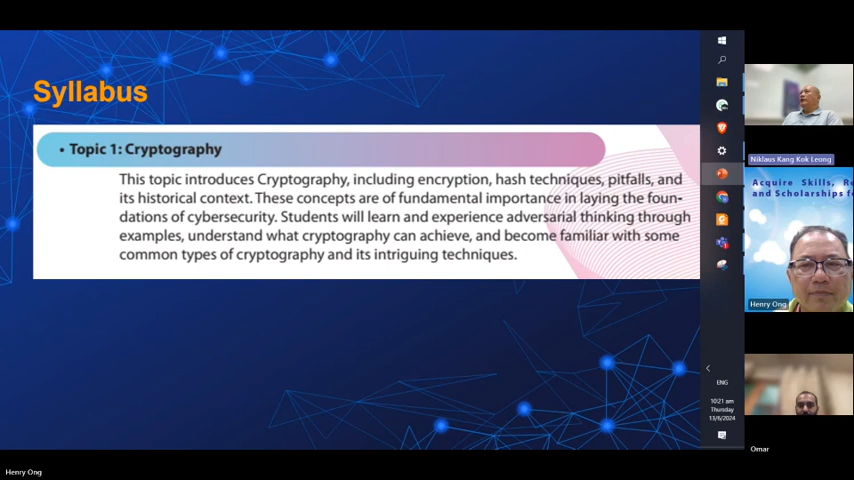 Syllabus
• Topic 1: Cryptography
This topic introduces Cryptography, including encryption, hash techniques, pitfalls, and
its historical context. These concepts are of fundamental importance in laying the foun-
dations of cybersecurity. Students will learn and experience adversarial thinking through
examples, understand what cryptography can achieve, and become familiar with some
common types of cryptography and its intriguing techniques.
ENG
10:21 am
Thursday
13/6/2024
Niklaus Kang Kok Leong
Acquire Skills, Re
and Scholarships fo
Henry Ong
Omar
Henry Ong